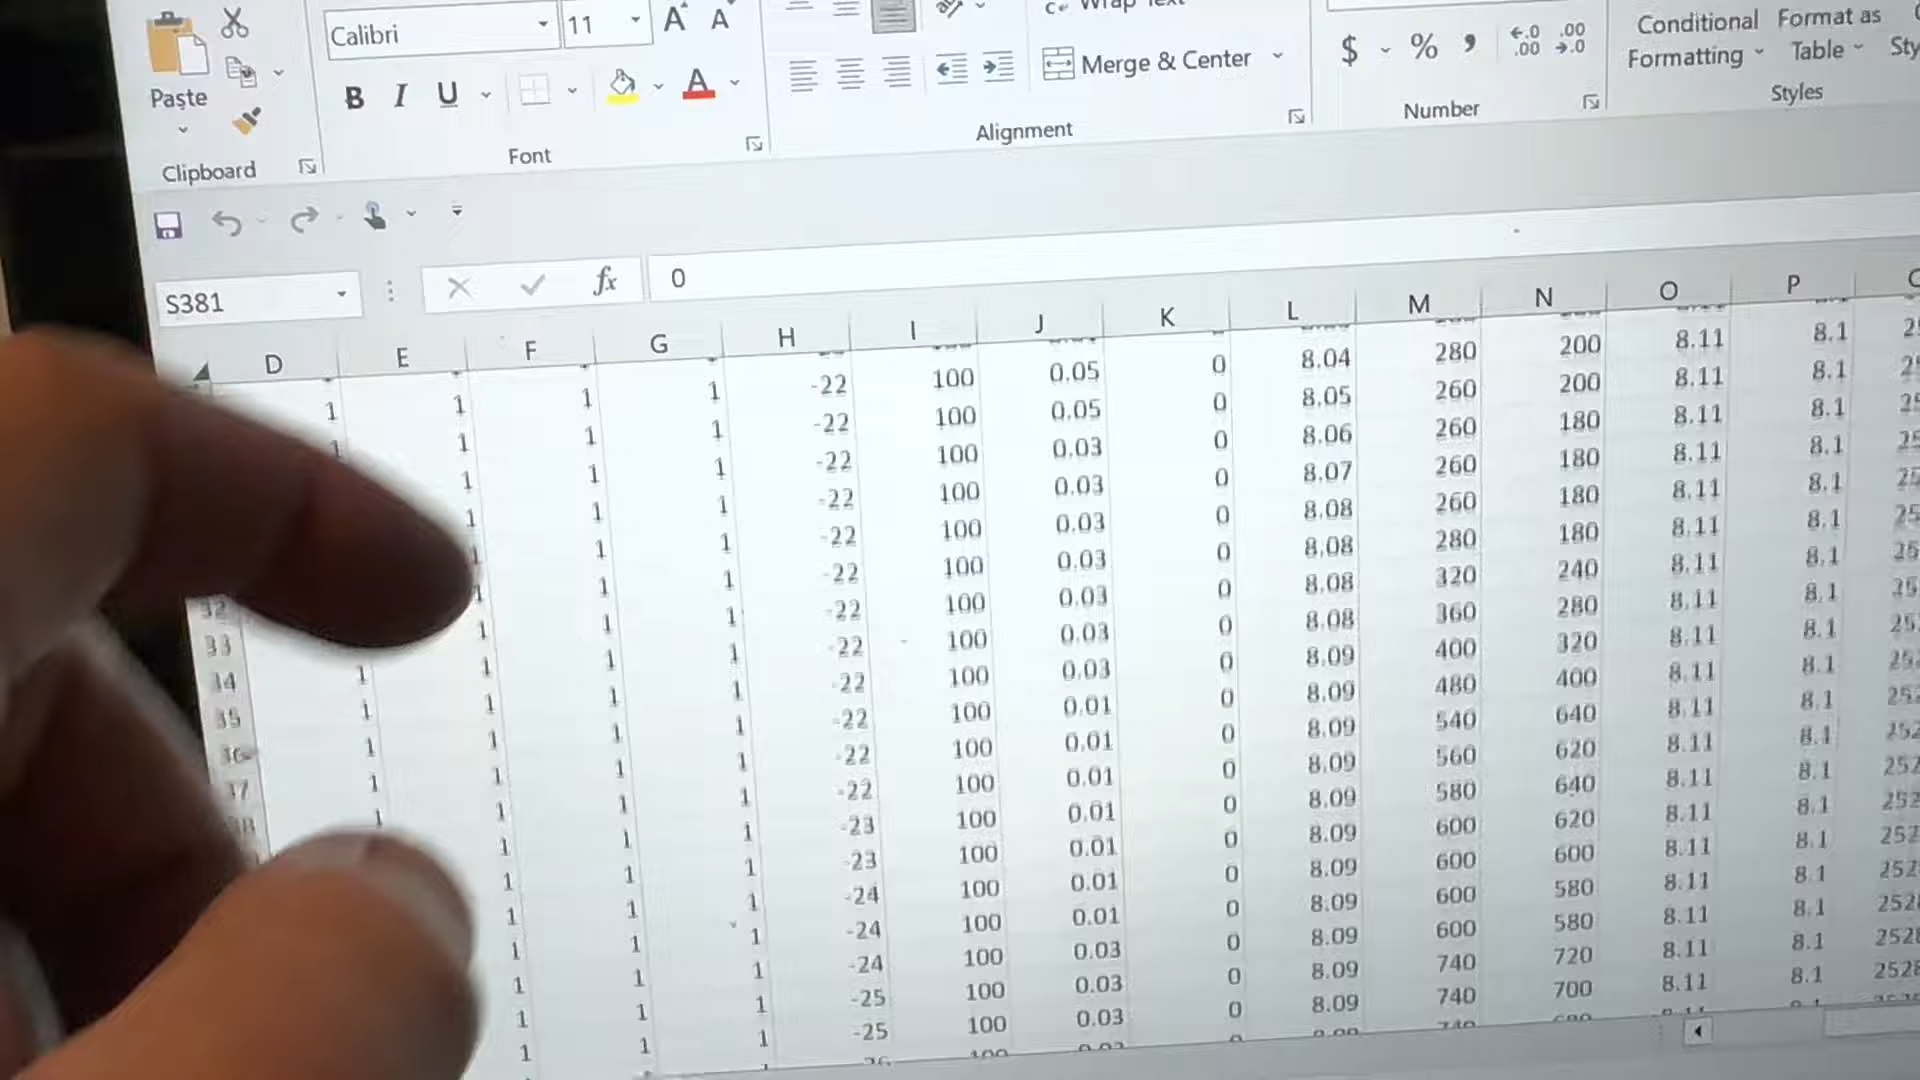 Calibri 11
Merge & Center
$ % Conditional Format as
Formatting Table
Paste
B I U
Clipboard Font Alignment Number Styles
S381 fx 0
D E F G H I J K L M N O P
1 1 1 1 -22 100 0.05 0 8.04 280 200 8.11 8.1
1 1 1 1 -22 100 0.05 0 8.05 260 200 8.11 8.1
1 1 1 -22 100 0.03 0 8.06 260 180 8.11 8.1
1 1 1 -22 100 0.03 0 8.07 260 180 8.11 8.1
1 1 1 -22 100 0.03 0 8.08 260 180 8.11 8.1
32 1 1 1 -22 100 0.03 0 8.08 280 180 8.11 8.1
33 1 1 1 -22 100 0.03 0 8.08 320 240 8.11 8.1
34 1 1 1 1 -22 100 0.03 0 8.08 360 280 8.11 8.1
35 1 1 1 1 -22 100 0.03 0 8.09 400 320 8.11 8.1
36 1 1 1 1 -22 100 0.01 0 8.09 480 400 8.11 8.1
37 1 1 1 1 -22 100 0.01 0 8.09 540 640 8.11 8.1
38 1 1 1 1 -22 100 0.01 0 8.09 560 620 8.11 8.1
1 1 1 -23 100 0.01 0 8.09 580 640 8.11 8.1
1 1 1 -23 100 0.01 0 8.09 600 620 8.11 8.1
1 1 1 -24 100 0.01 0 8.09 600 600 8.11 8.1
1 1 1 -24 100 0.01 0 8.09 600 580 8.11 8.1
1 1 1 -24 100 0.03 0 8.09 600 580 8.11 8.1
1 1 1 -25 100 0.03 0 8.09 740 720 8.11 8.1
1 1 1 -25 100 0.03 0 8.09 740 700 8.11 8.1